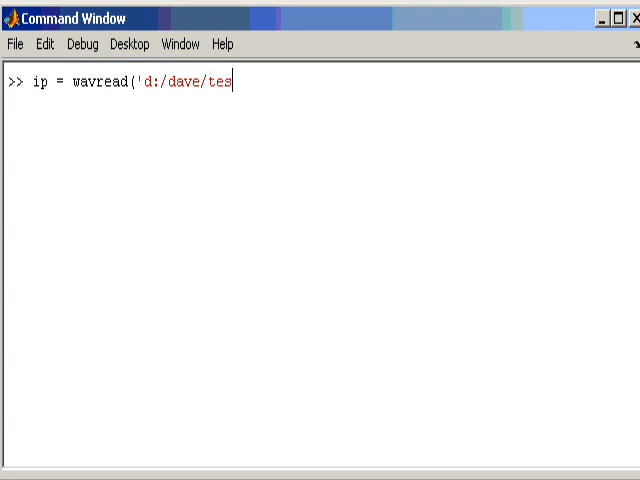 Command Window
File Edit Debug Desktop Window Help
>> ip = wavread('d:/dave/tes